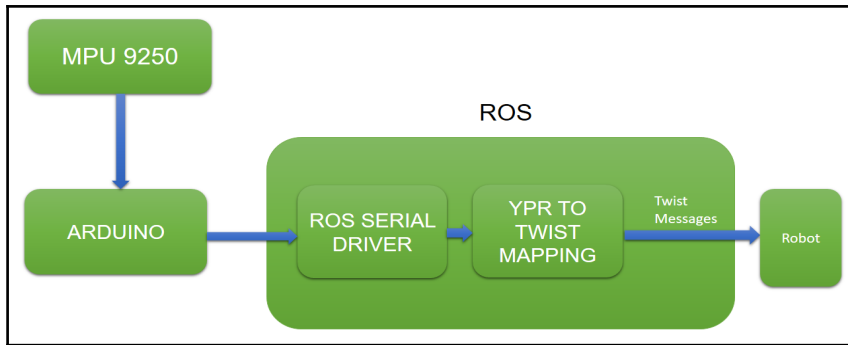 MPU 9250
ROS
ARDUINO
ROS SERIAL
DRIVER
YPR TO
TWIST
MAPPING
Twist
Messages
Robot